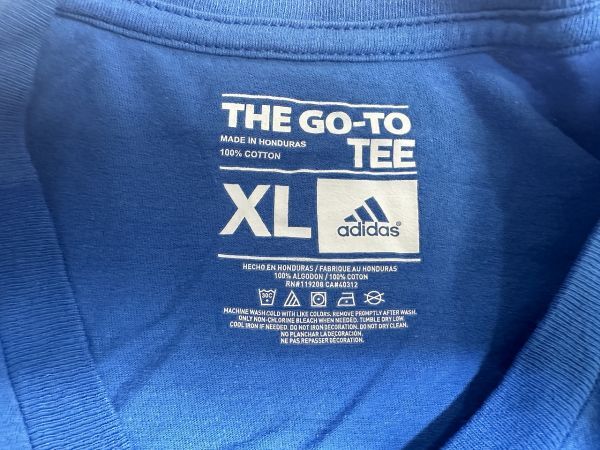 THE GO-TO
TEE
MADE IN HONDURAS
100% COTTON
XL
adidas®
HECHO EN HONDURAS / FABRIQUE AU HONDURAS
100% ALGODON / 100% COTON
RN#119208 CA#40312
30C
MACHINE WASH COLD WITH LIKE COLORS. REMOVE PROMPTLY AFTER WASH.
ONLY NON-CHLORINE BLEACH WHEN NEEDED. TUMBLE DRY LOW.
COOL IRON IF NEEDED. DO NOT IRON DECORATION. DO NOT DRY CLEAN.
NO PLANCHAR LA DECORACIÓN.
NE PAS REPASSER DÉCORATION.